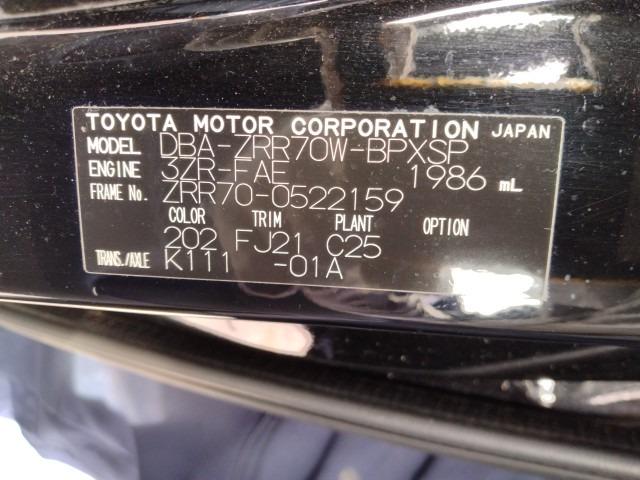 TOYOTA MOTOR CORPORATION JAPAN
MODEL DBA-ZRR70W-BPXSP
ENGINE 3ZR-FAE 1986 mL
FRAME No. ZRR70-0522159
COLOR TRIM PLANT OPTION
202 FJ21 C25
TRANS./AXLE K111 -01A